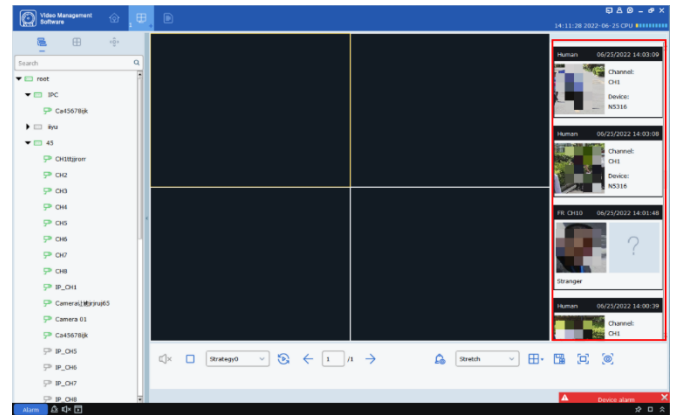 Video Management
Software
14:11:28 2022-06-25 CPU
Search
root
IPC
Ca45678ijk
iiyu
45
CH1ttjjrorr
CH2
CH3
CH4
CH5
CH6
CH7
CH8
IP_CH1
Camera 01
Ca45678ijk
IP_CH5
IP_CH6
IP_CH7
IP_CH8
Human 06/25/2022 14:03:09
Channel:
CH1
Device:
N5316
Human 06/25/2022 14:03:08
Channel:
CH1
Device:
N5316
FR CH10 06/25/2022 14:01:48
?
Stranger
Human 06/25/2022 14:00:39
Channel:
CH1
Strategy0
1 /1
Stretch
Alarm
Device alarm